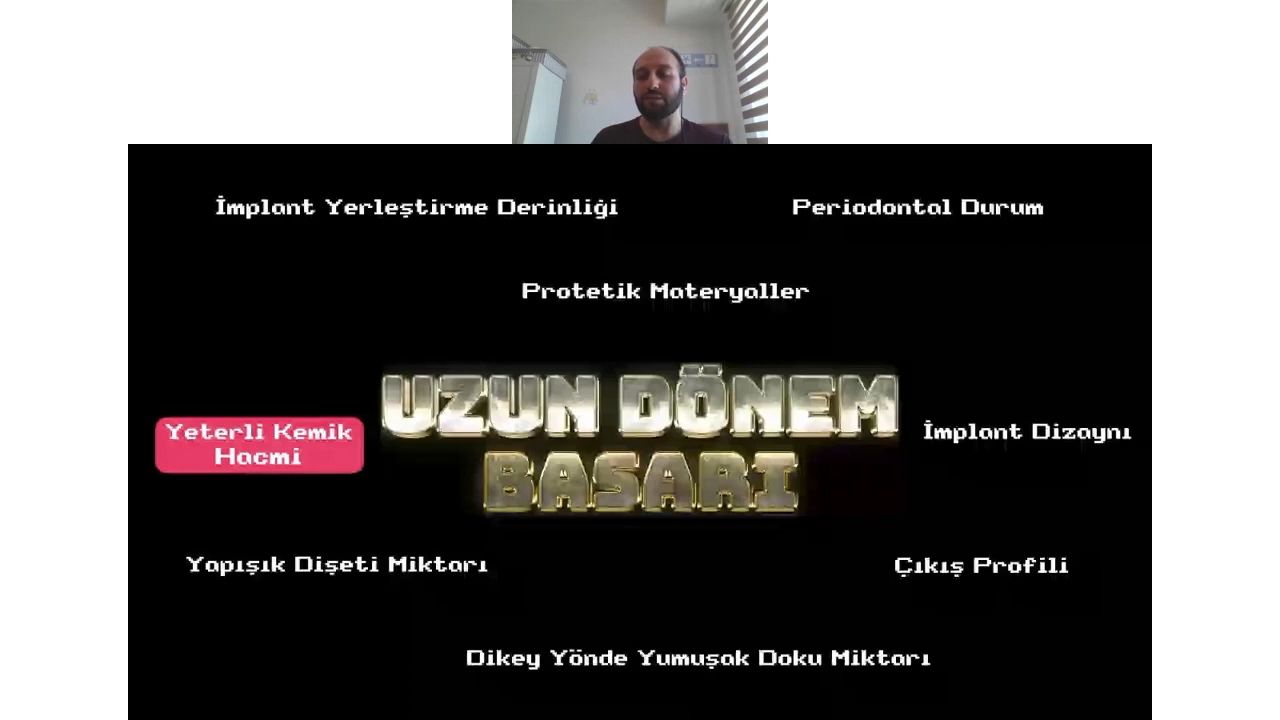 İmplant Yerleştirme Derinliği
Periodontal Durum
Protetik Materyaller
UZUN DÖNEM
BASARI
Yeterli Kemik
Hacmi
İmplant Dizaynı
Yapışık Dişeti Miktarı
Çıkış Profili
Dikey Yönde Yumuşak Doku Miktarı